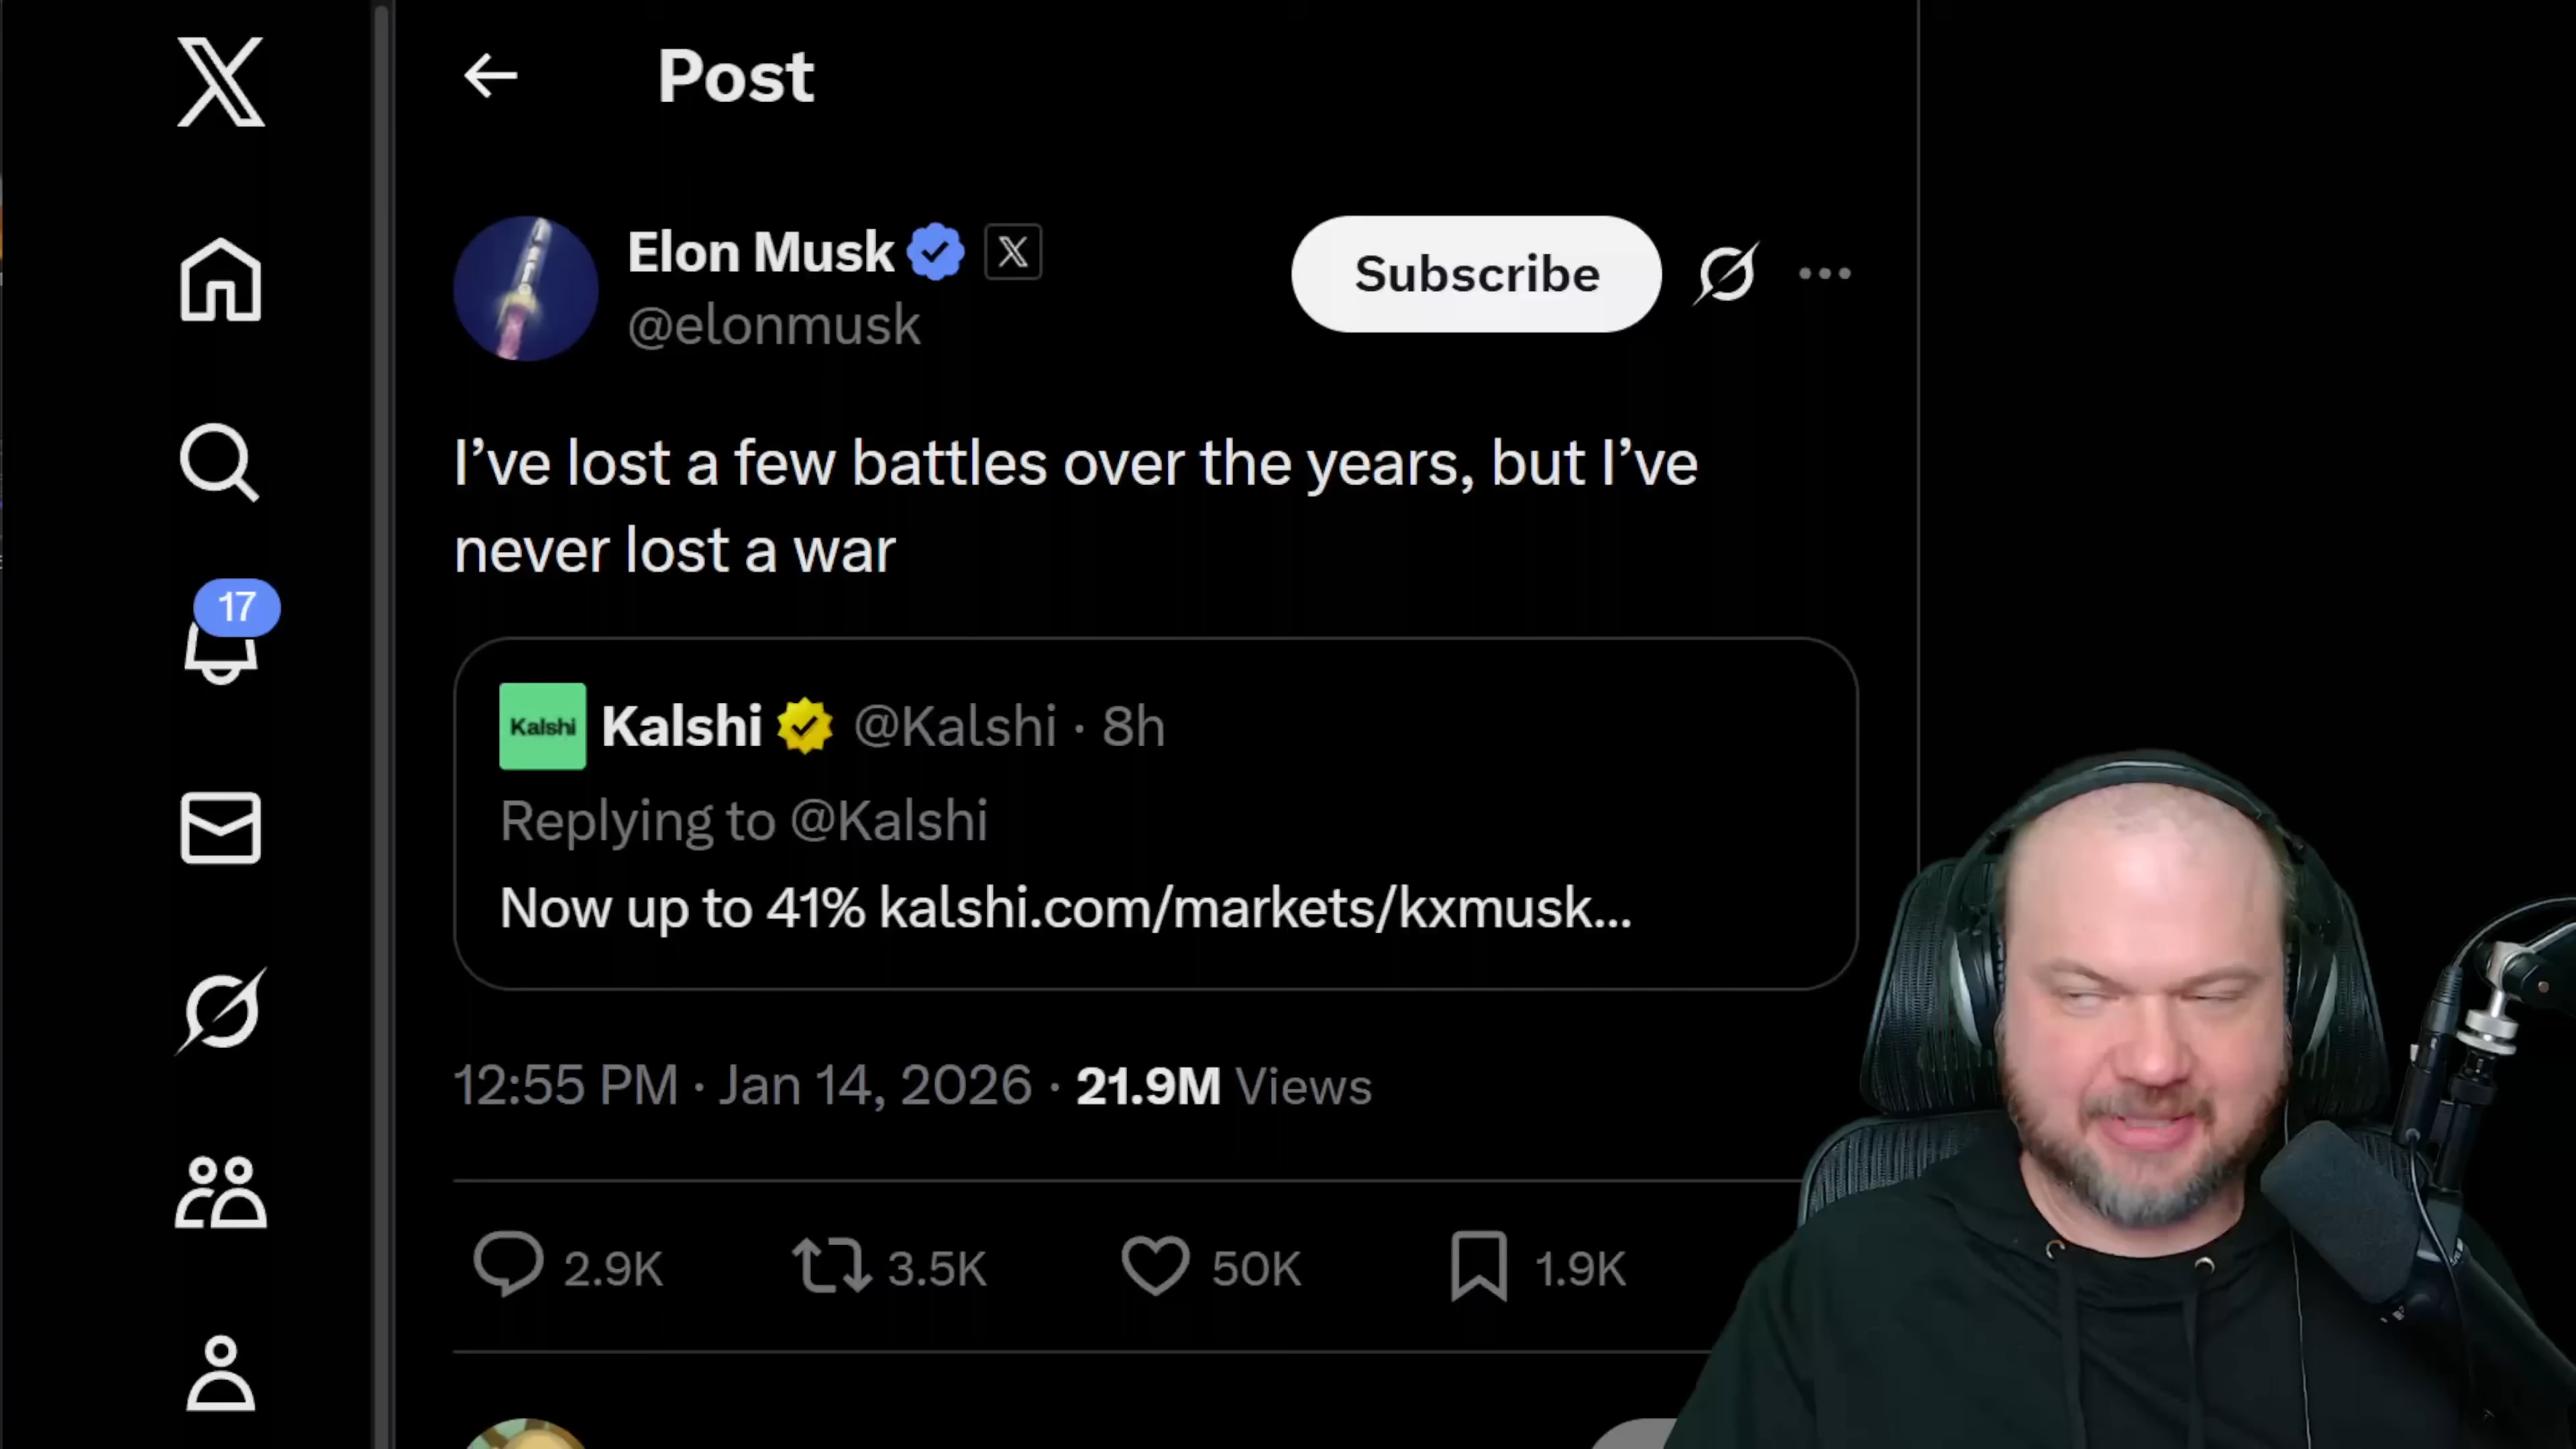 Post
Elon Musk
@elonmusk
Subscribe
I’ve lost a few battles over the years, but I’ve
never lost a war
17
Kalshi
Kalshi @Kalshi · 8h
Replying to @Kalshi
Now up to 41% kalshi.com/markets/kxmusk...
12:55 PM · Jan 14, 2026 · 21.9M Views
2.9K 3.5K 50K 1.9K